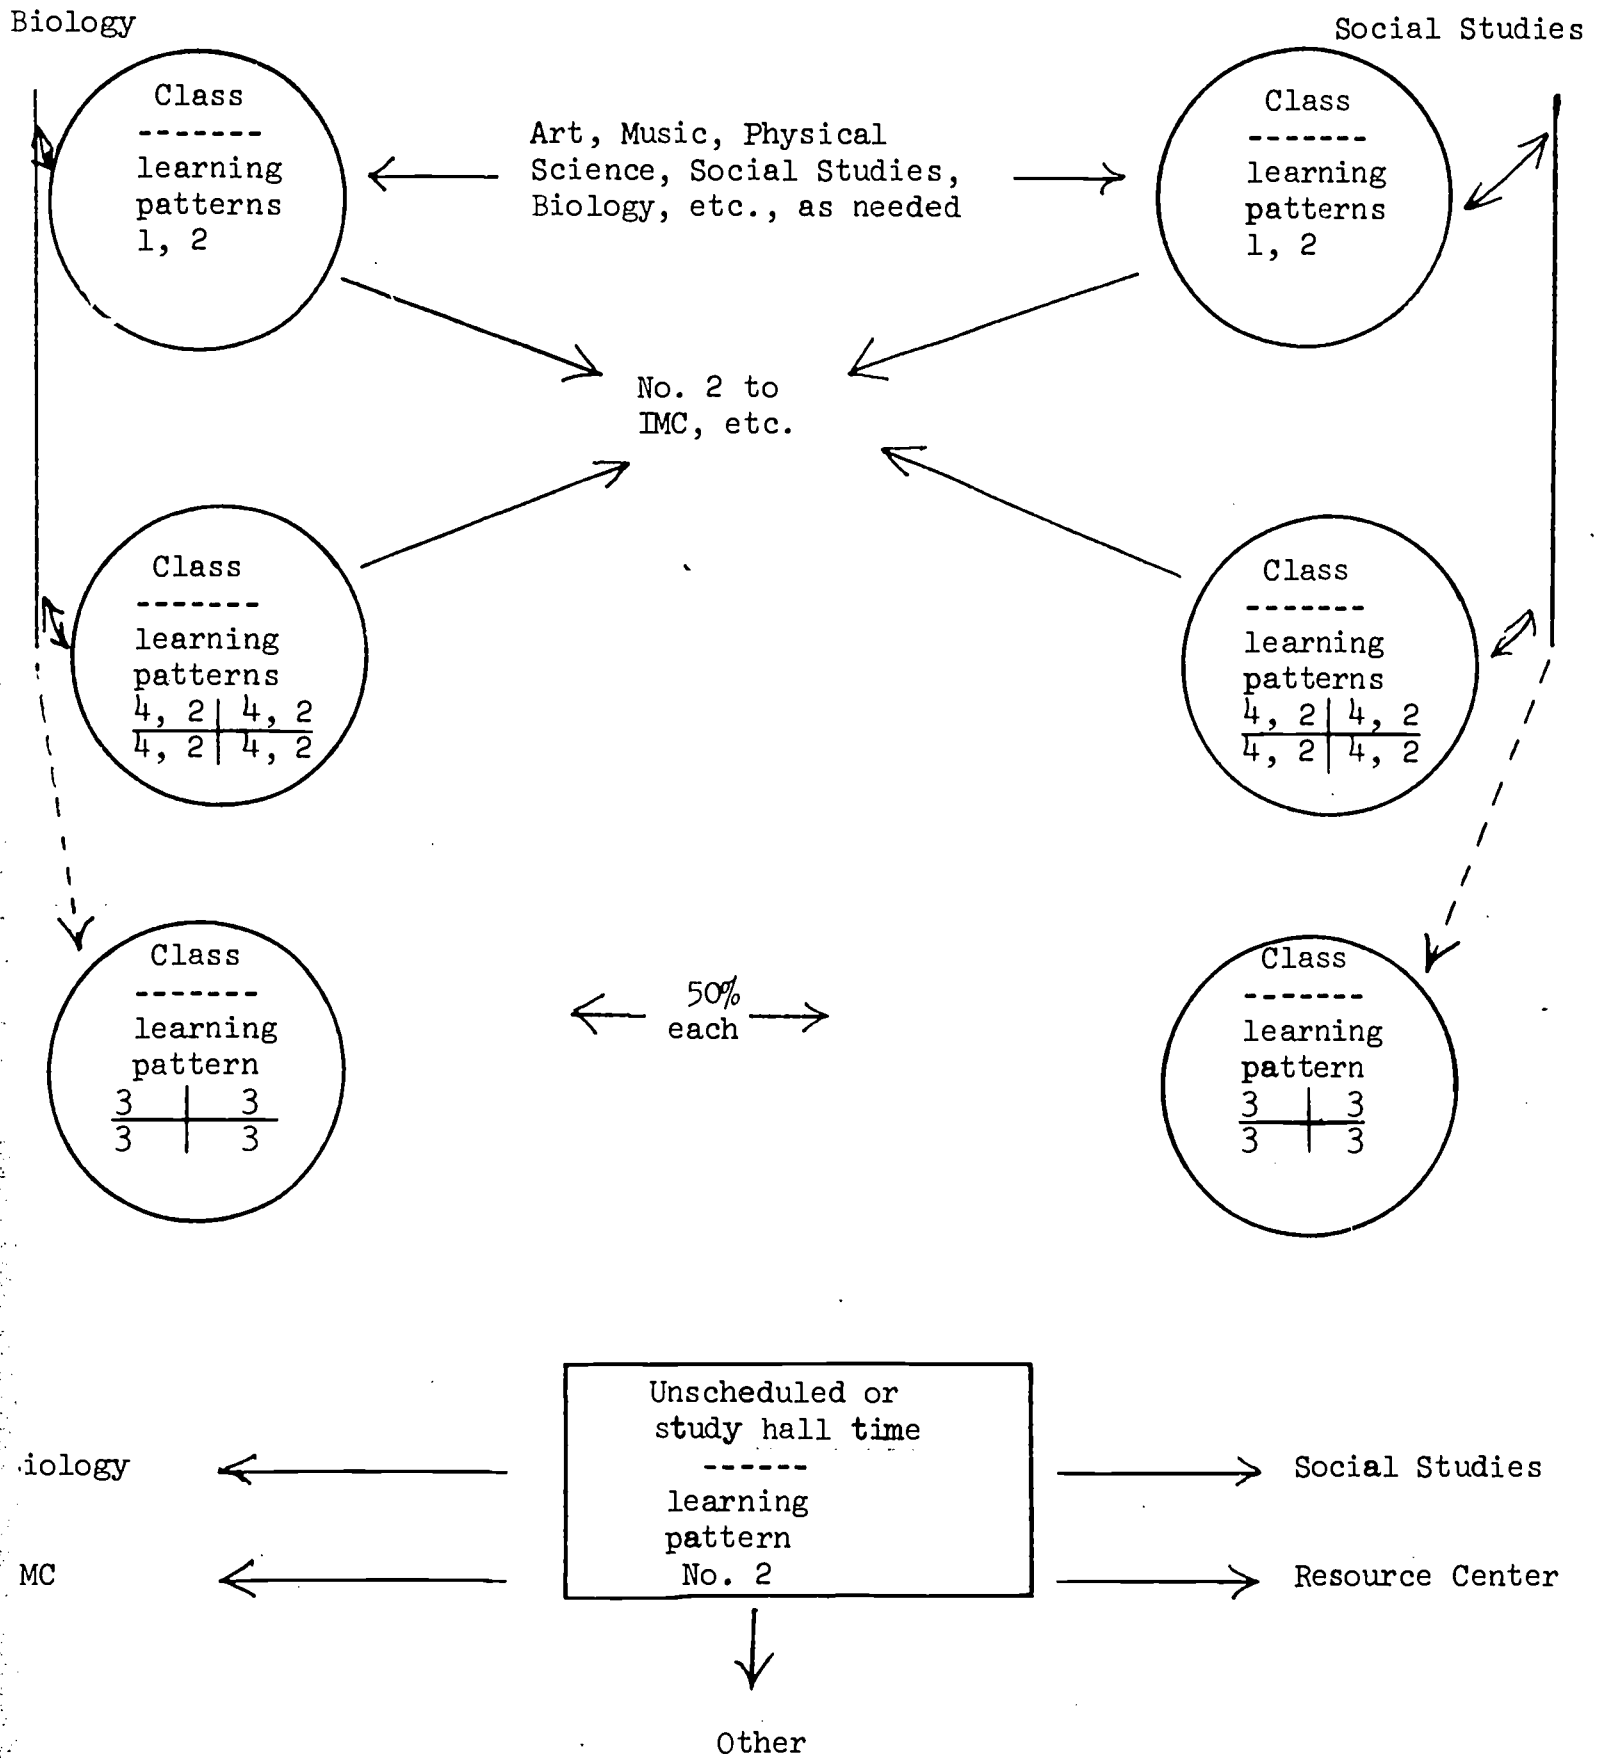 Biology
Social Studies
Class
-------
learning
patterns
1, 2
Art, Music, Physical
Science, Social Studies,
Biology, etc., as needed
Class
-------
learning
patterns
1, 2
No. 2 to
IMC, etc.
Class
-------
learning
patterns
4, 2 | 4, 2
4, 2 | 4, 2
Class
-------
learning
patterns
4, 2 | 4, 2
4, 2 | 4, 2
Class
-------
learning
pattern
3 | 3
3 | 3
50%
each
Class
-------
learning
pattern
3 | 3
3 | 3
Unscheduled or
study hall time
------
learning
pattern
No. 2
iology
MC
Social Studies
Resource Center
Other